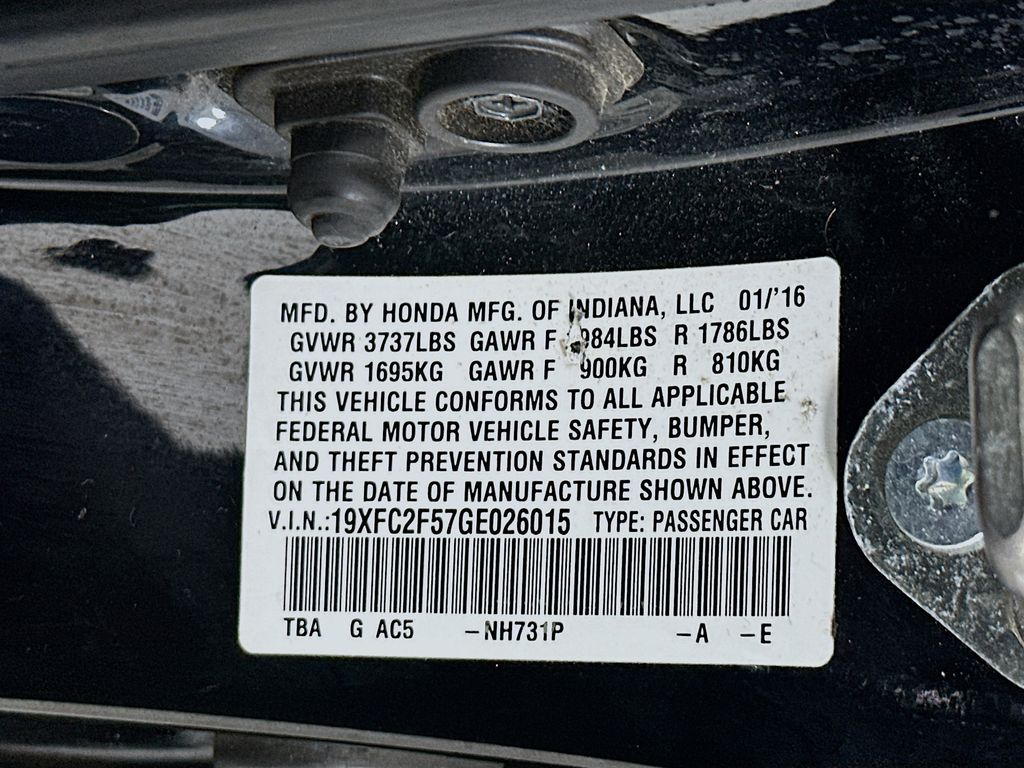 MFD. BY HONDA MFG. OF INDIANA, LLC 01/'16
GVWR 3737LBS GAWR F 984LBS R 1786LBS
GVWR 1695KG GAWR F 900KG R 810KG
THIS VEHICLE CONFORMS TO ALL APPLICABLE
FEDERAL MOTOR VEHICLE SAFETY, BUMPER,
AND THEFT PREVENTION STANDARDS IN EFFECT
ON THE DATE OF MANUFACTURE SHOWN ABOVE.
V.I.N.:19XFC2F57GE026015 TYPE: PASSENGER CAR
TBA G AC5 -NH731P -A -E